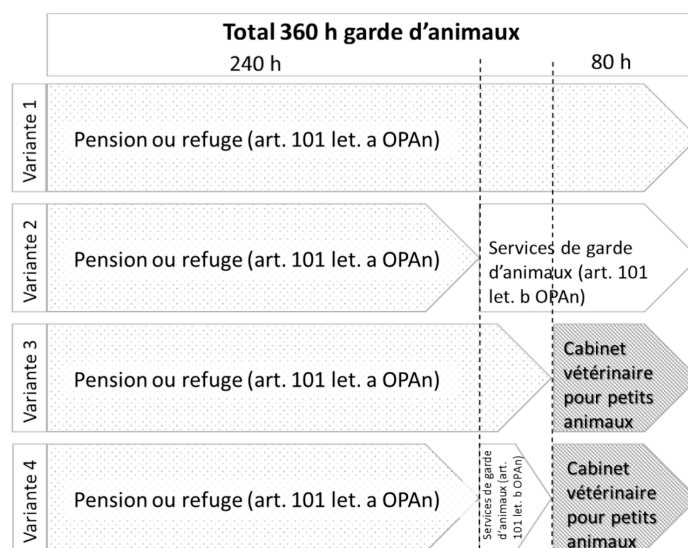 Total 360 h garde d’animaux
240 h
80 h
Variante 1
Pension ou refuge (art. 101 let. a OPAn)
Variante 2
Pension ou refuge (art. 101 let. a OPAn)
Services de garde
d’animaux (art. 101
let. b OPAn)
Variante 3
Pension ou refuge (art. 101 let. a OPAn)
Cabinet
vétérinaire
pour petits
animaux
Variante 4
Pension ou refuge (art. 101 let. a OPAn)
Services de garde
d’animaux (art.
101 let. b OPAn)
Cabinet
vétérinaire
pour petits
animaux